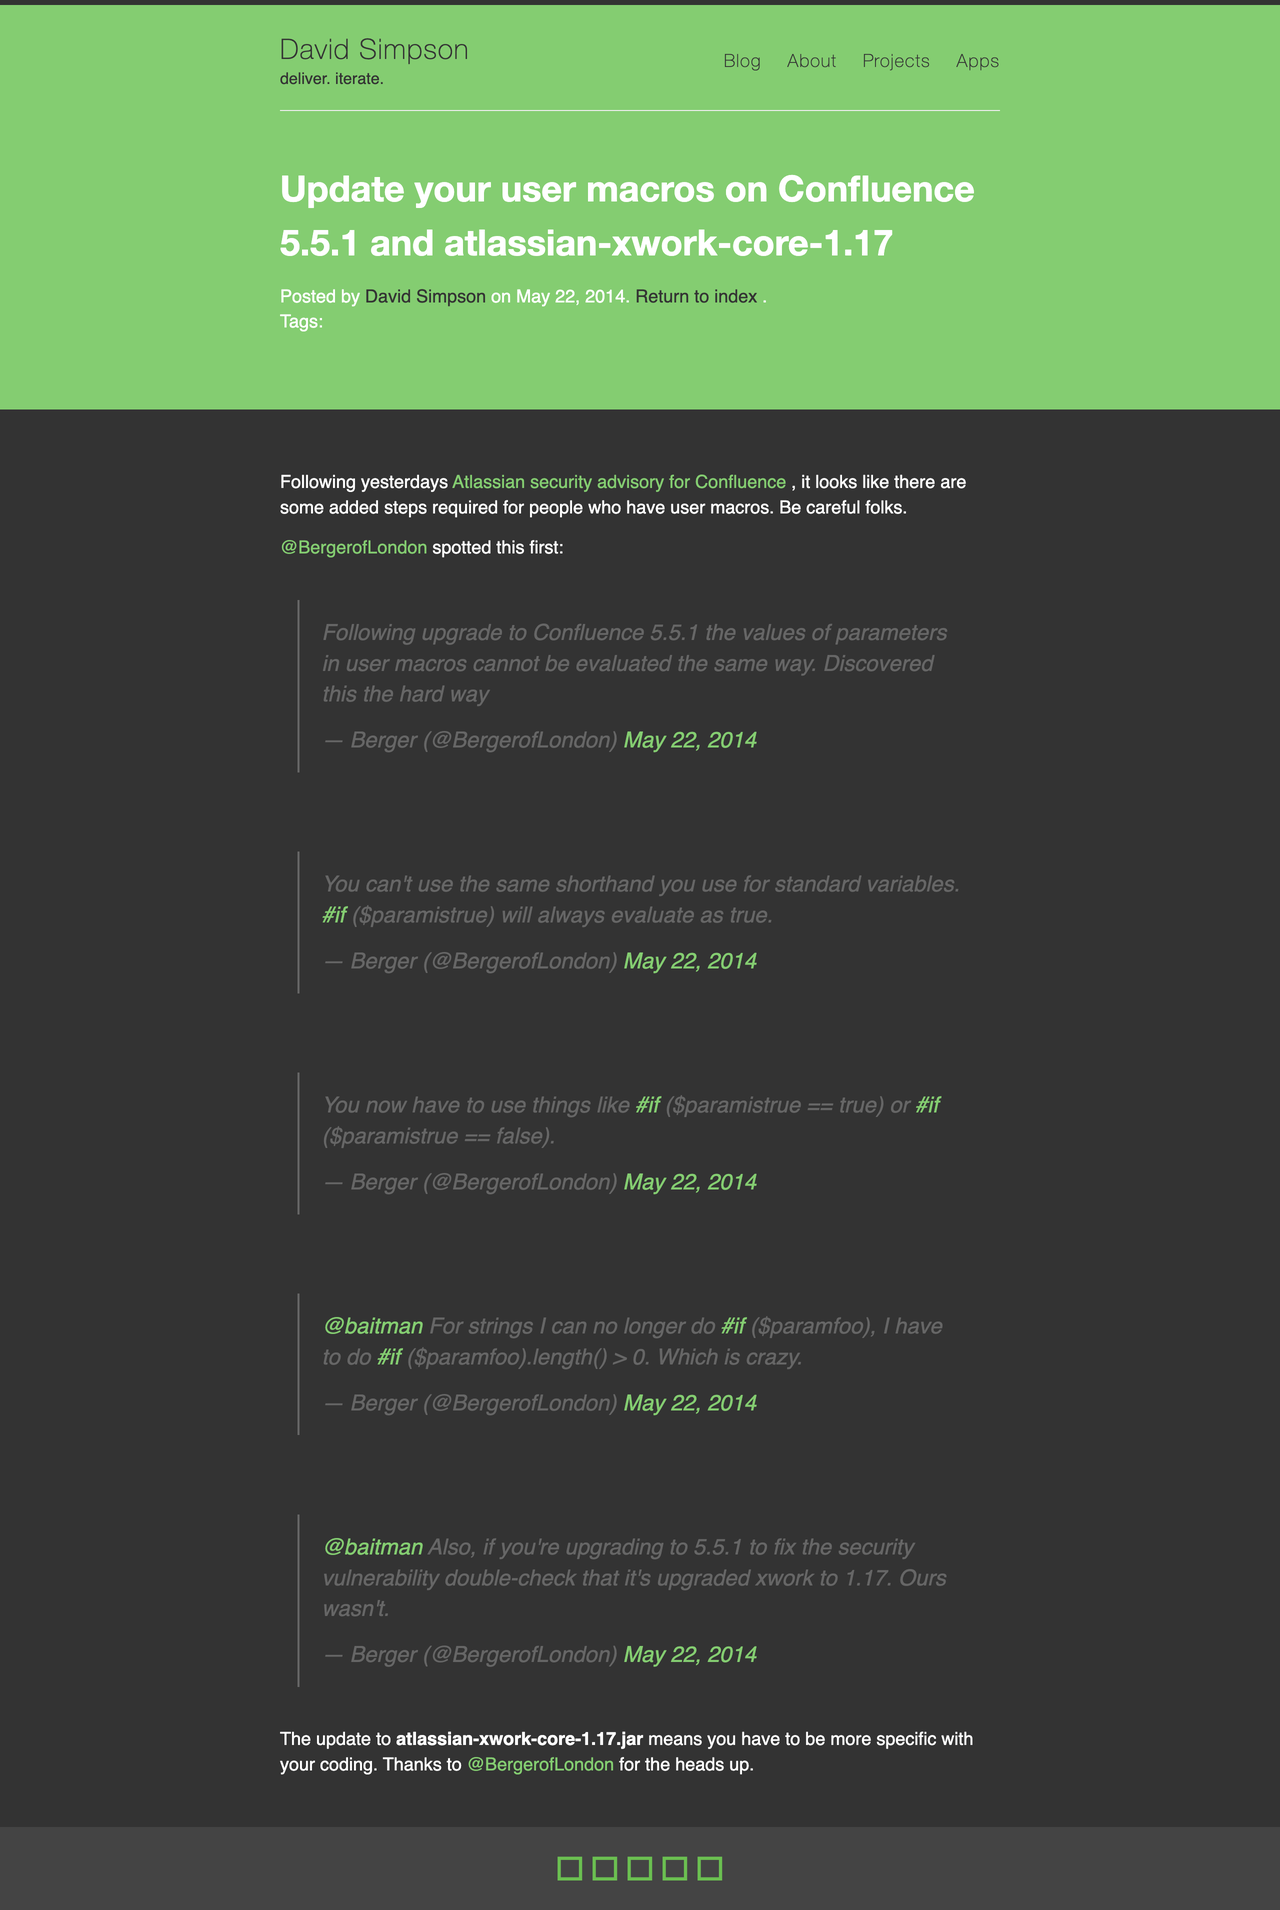 David Simpson
deliver. iterate.
Blog About Projects Apps
Update your user macros on Confluence
5.5.1 and atlassian-xwork-core-1.17
Posted by David Simpson on May 22, 2014. Return to index .
Tags:
Following yesterdays Atlassian security advisory for Confluence , it looks like there are
some added steps required for people who have user macros. Be careful folks.
@BergerofLondon spotted this first:
Following upgrade to Confluence 5.5.1 the values of parameters
in user macros cannot be evaluated the same way. Discovered
this the hard way
— Berger (@BergerofLondon) May 22, 2014
You can't use the same shorthand you use for standard variables.
#if ($paramistrue) will always evaluate as true.
— Berger (@BergerofLondon) May 22, 2014
You now have to use things like #if ($paramistrue == true) or #if
($paramistrue == false).
— Berger (@BergerofLondon) May 22, 2014
@baitman For strings I can no longer do #if ($paramfoo), I have
to do #if ($paramfoo).length() > 0. Which is crazy.
— Berger (@BergerofLondon) May 22, 2014
@baitman Also, if you're upgrading to 5.5.1 to fix the security
vulnerability double-check that it's upgraded xwork to 1.17. Ours
wasn't.
— Berger (@BergerofLondon) May 22, 2014
The update to atlassian-xwork-core-1.17.jar means you have to be more specific with
your coding. Thanks to @BergerofLondon for the heads up.